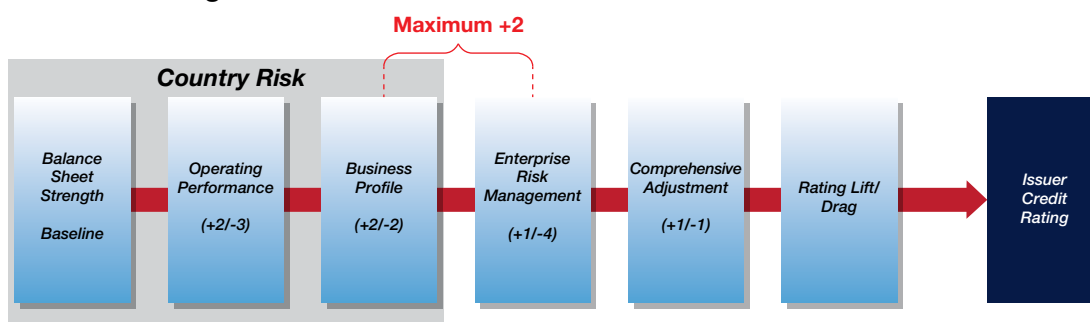 Maximum +2
Country Risk
Balance
Sheet
Strength
Baseline
Operating
Performance
(+2/-3)
Business
Profile
(+2/-2)
Enterprise
Risk
Management
(+1/-4)
Comprehensive
Adjustment
(+1/-1)
Rating Lift/
Drag
Issuer
Credit
Rating